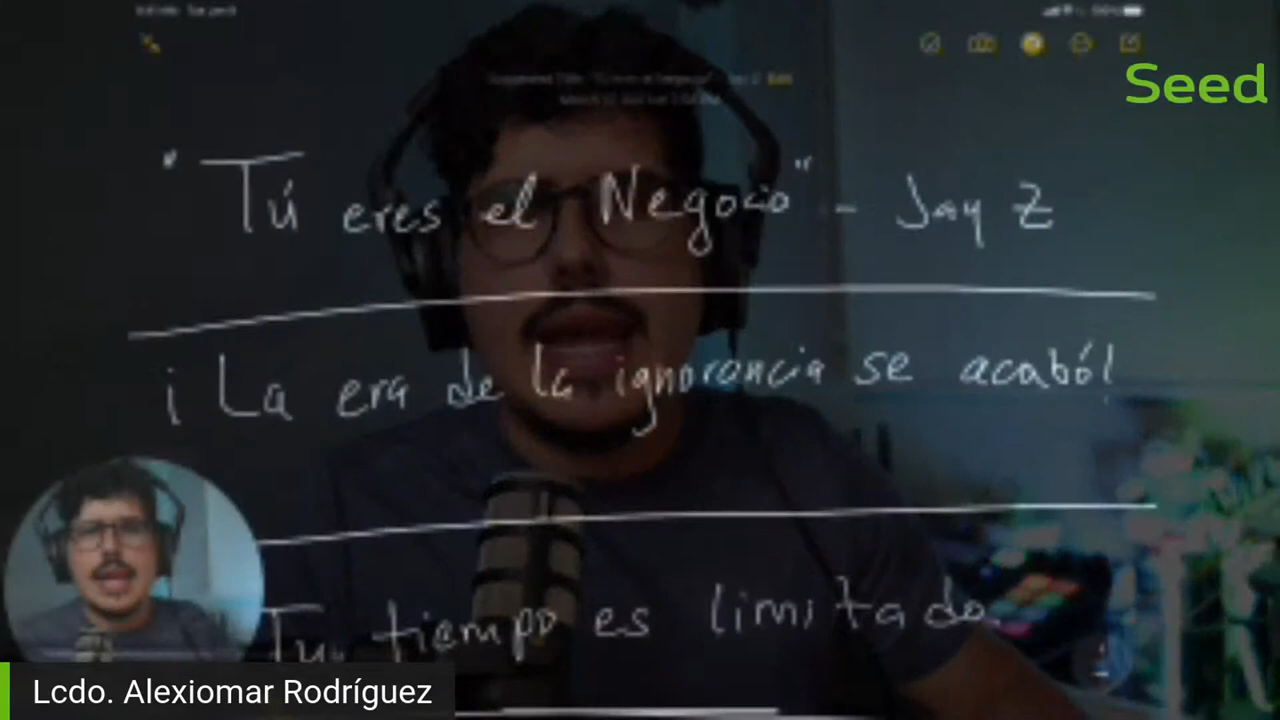 Seed
"Tú eres el Negocio" - Jay Z
¡La era de la ignorancia se acabó!
Tu tiempo es limitado.
Lcdo. Alexiomar Rodríguez